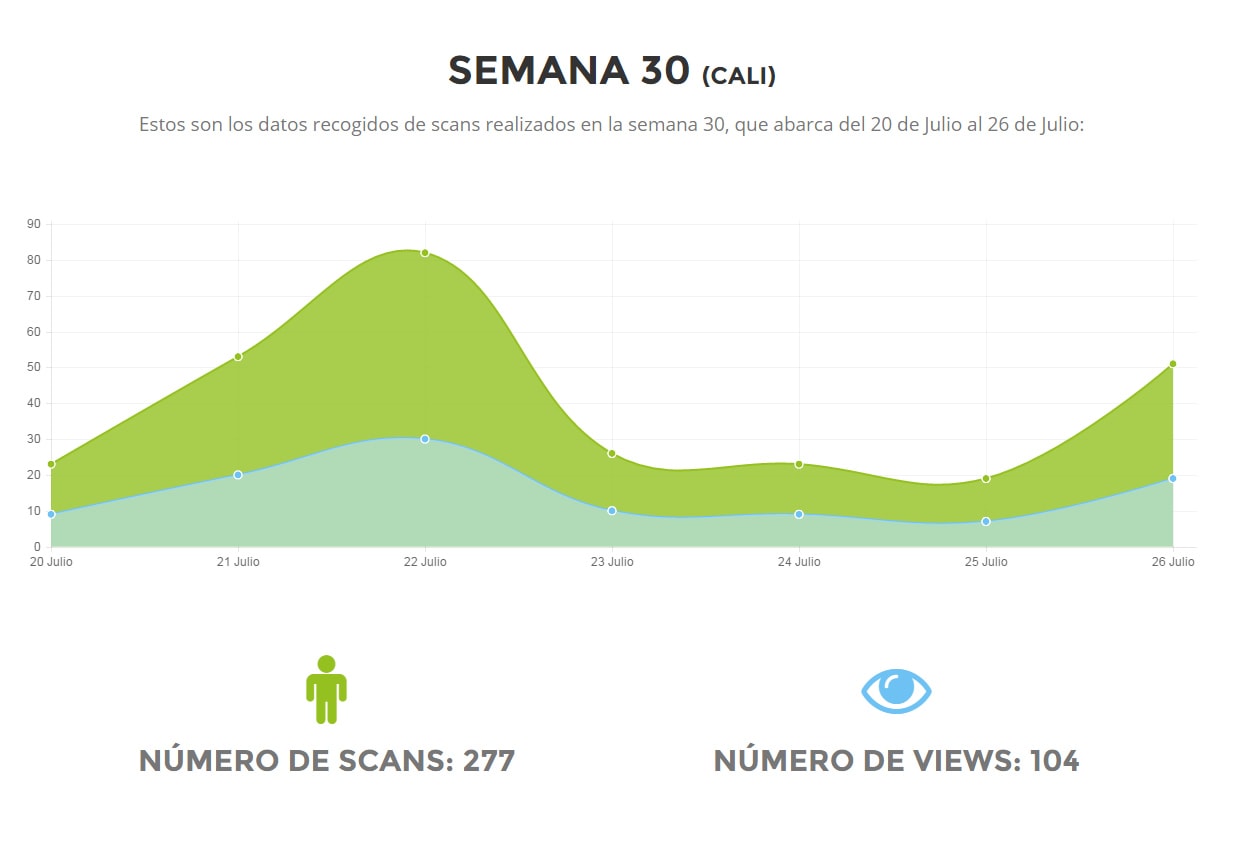 SEMANA 30 (CALI)
Estos son los datos recogidos de scans realizados en la semana 30, que abarca del 20 de Julio al 26 de Julio:
90
80
70
60
50
40
30
20
10
0
20 Julio 21 Julio 22 Julio 23 Julio 24 Julio 25 Julio 26 Julio
NÚMERO DE SCANS: 277 NÚMERO DE VIEWS: 104